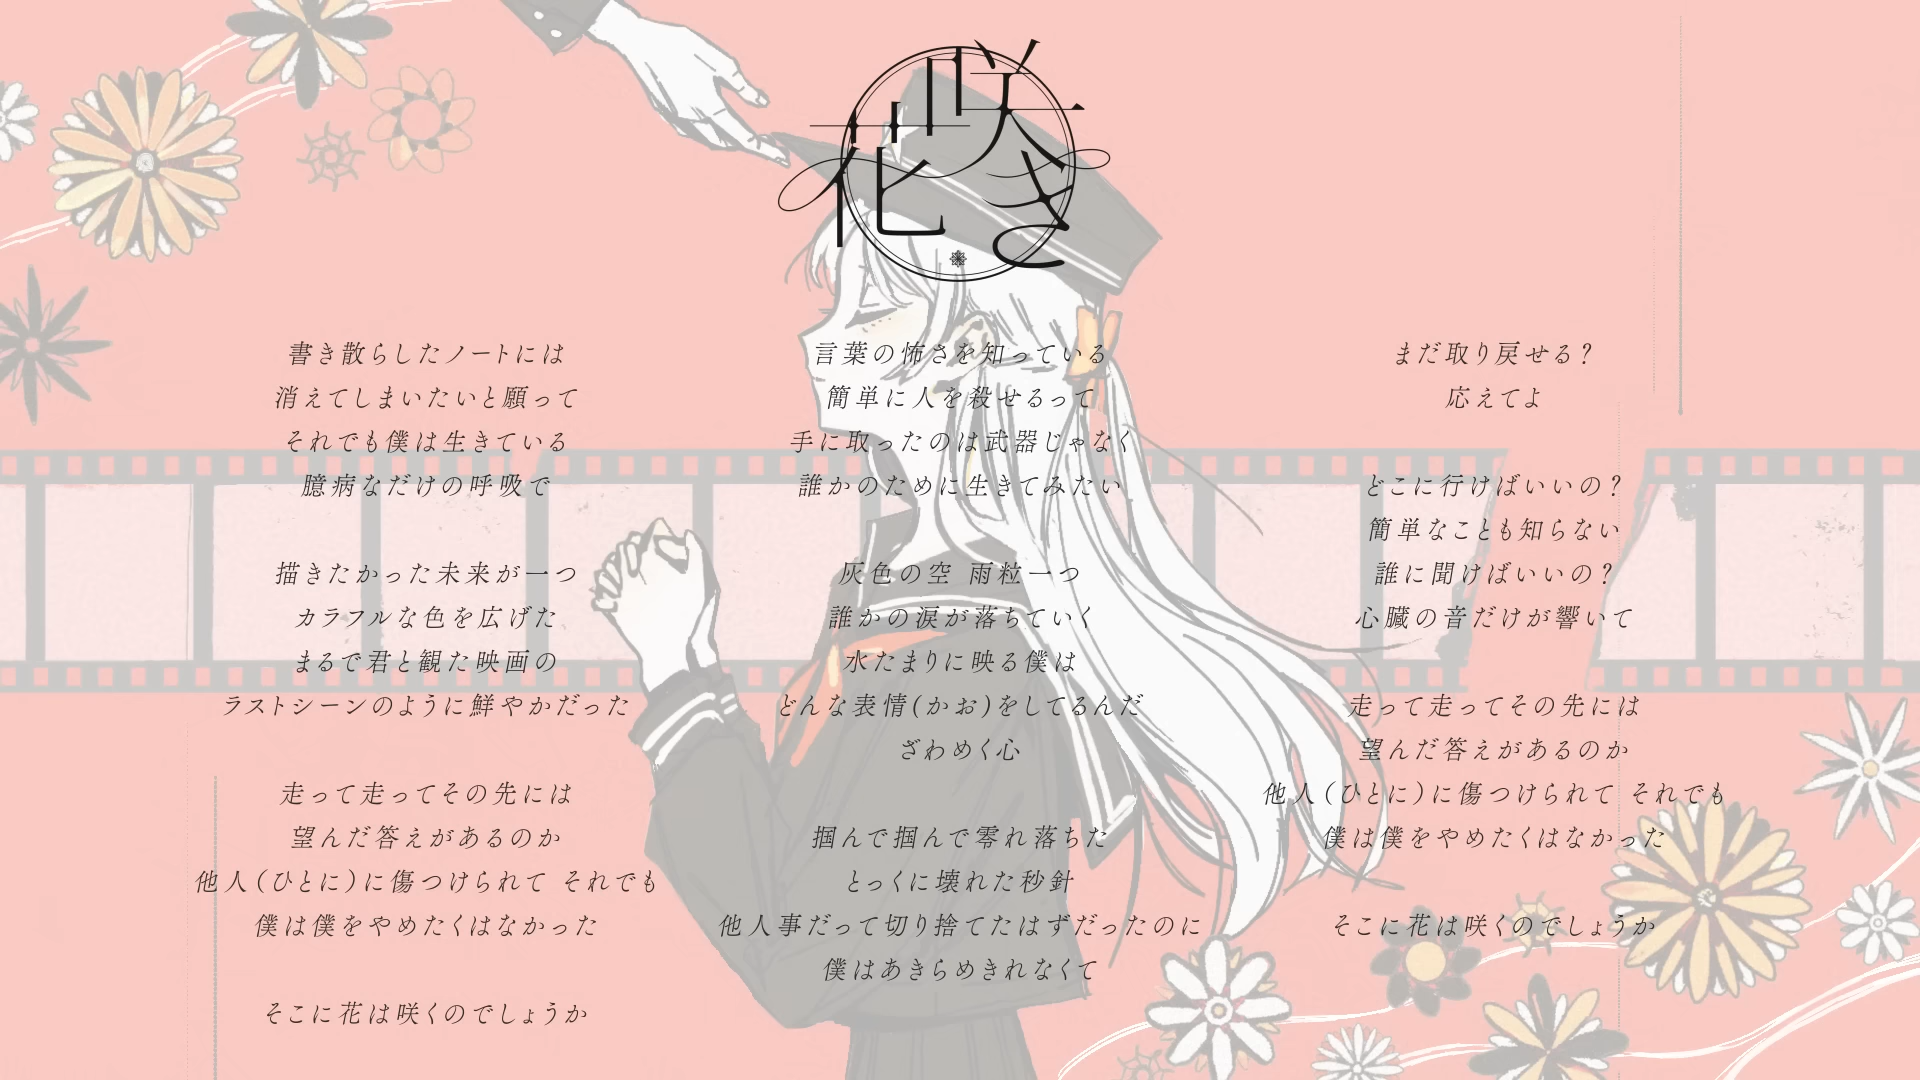 花咲き
書き散らしたノートには
消えてしまいたいと願って
それでも僕は生きている
臆病なだけの呼吸で
描きたかった未来が一つ
カラフルな色を広げた
まるで君と観た映画の
ラストシーンのように鮮やかだった
走って走ってその先には
望んだ答えがあるのか
他人(ひとに)に傷つけられて それでも
僕は僕をやめたくはなかった
そこに花は咲くのでしょうか
言葉の怖さを知っている
簡単に人を殺せるって
手に取ったのは武器じゃなく
誰かのために生きてみたい
灰色の空 雨粒一つ
誰かの涙が落ちていく
水たまりに映る僕は
どんな表情(かお)をしてるんだ
ざわめく心
掴んで掴んで零れ落ちた
とっくに壊れた秒針
他人事だって切り捨てたはずだったのに
僕はあきらめきれなくて
まだ取り戻せる?
応えてよ
どこに行けばいいの?
簡単なことも知らない
誰に聞けばいいの?
心臓の音だけが響いて
走って走ってその先には
望んだ答えがあるのか
他人(ひとに)に傷つけられて それでも
僕は僕をやめたくはなかった
そこに花は咲くのでしょうか